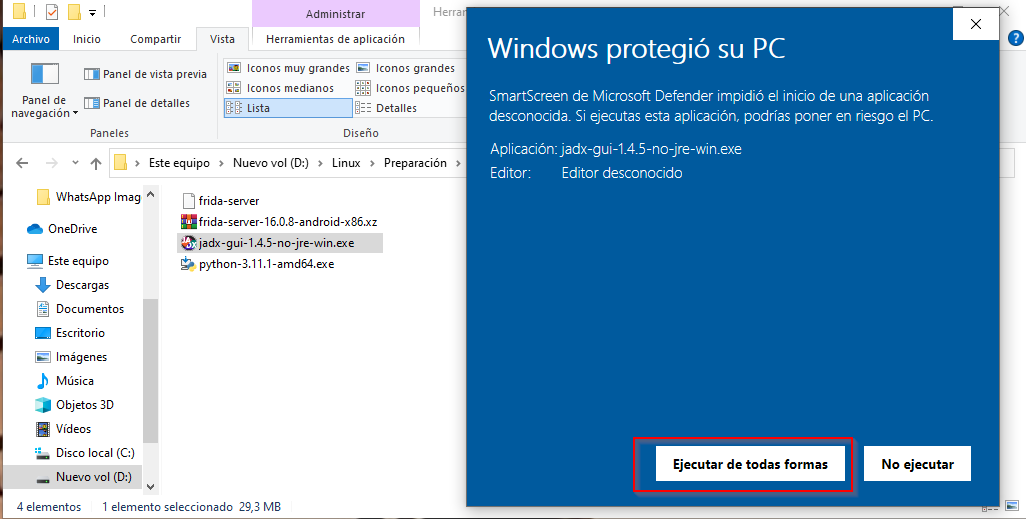 Administrar
Herra
Archivo
Inicio
Compartir
Vista
Herramientas de aplicación
Panel de navegación
Panel de vista previa
Panel de detalles
Paneles
Iconos muy grandes
Iconos grandes
Iconos medianos
Iconos pequeños
Lista
Detalles
Diseño
Este equipo
Nuevo vol (D:)
Linux
Preparación
WhatsApp Imag
OneDrive
Este equipo
Descargas
Documentos
Escritorio
Imágenes
Música
Objetos 3D
Vídeos
Disco local (C:)
Nuevo vol (D:)
frida-server
frida-server-16.0.8-android-x86.xz
jadx-gui-1.4.5-no-jre-win.exe
python-3.11.1-amd64.exe
4 elementos
1 elemento seleccionado 29,3 MB
Windows protegió su PC
SmartScreen de Microsoft Defender impidió el inicio de una aplicación
desconocida. Si ejecutas esta aplicación, podrías poner en riesgo el PC.
Aplicación: jadx-gui-1.4.5-no-jre-win.exe
Editor: Editor desconocido
Ejecutar de todas formas
No ejecutar